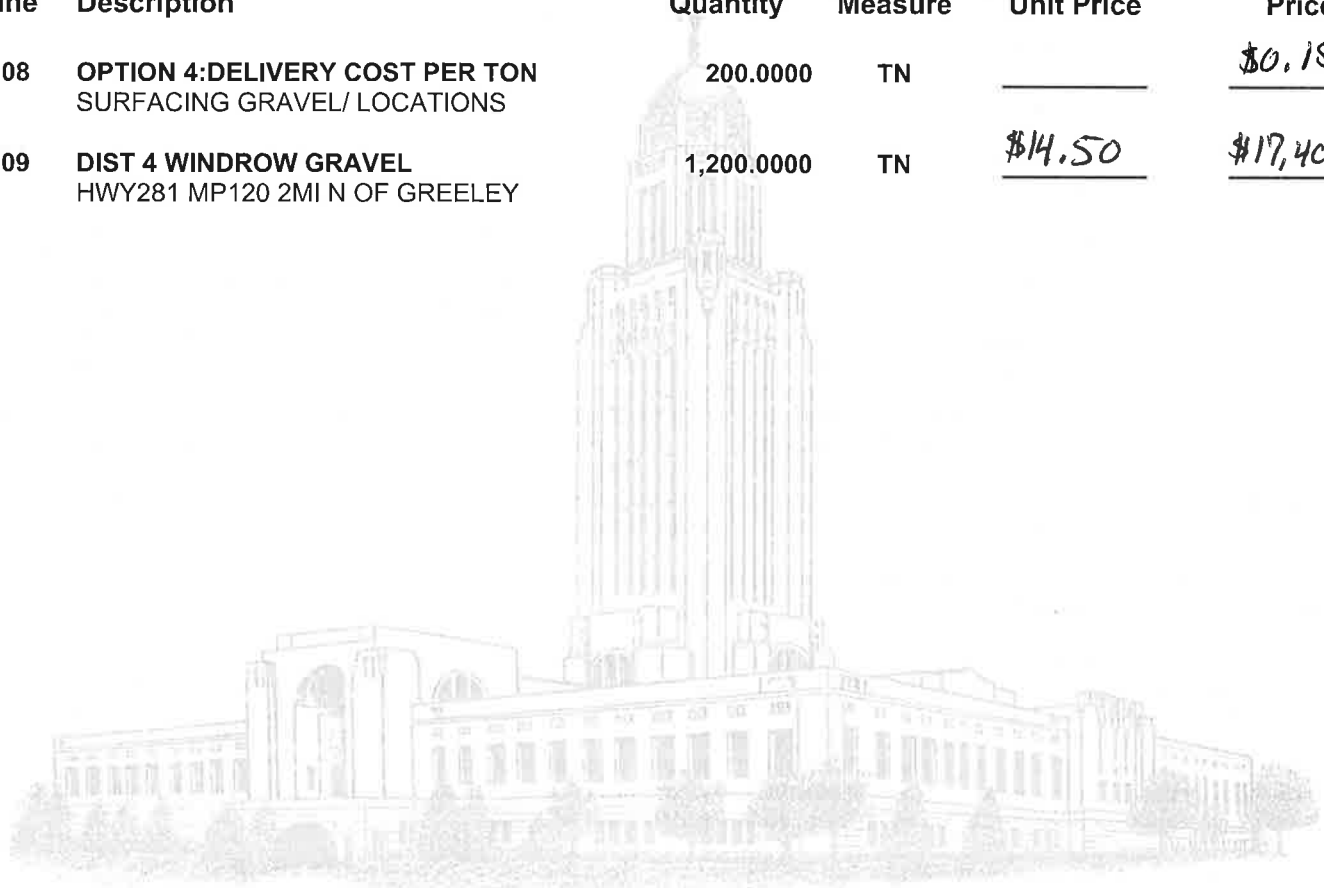 Description Quantity Measure Unit Price Price
08 OPTION 4:DELIVERY COST PER TON 200.0000 TN
SURFACING GRAVEL/ LOCATIONS
09 DIST 4 WINDROW GRAVEL 1,200.0000 TN $14.50
HWY281 MP120 2MI N OF GREELEY